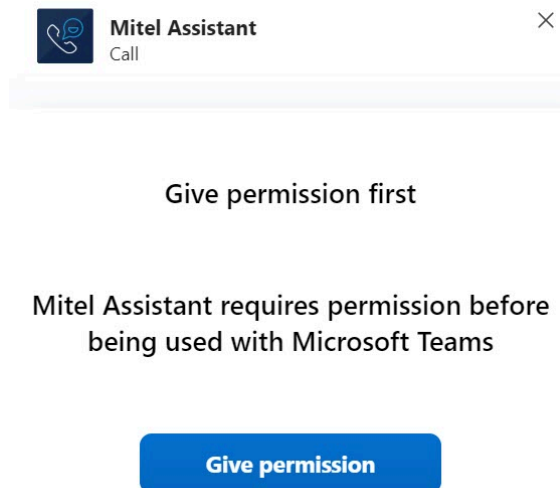 Mitel Assistant
Call
Give permission first
Mitel Assistant requires permission before
being used with Microsoft Teams
Give permission